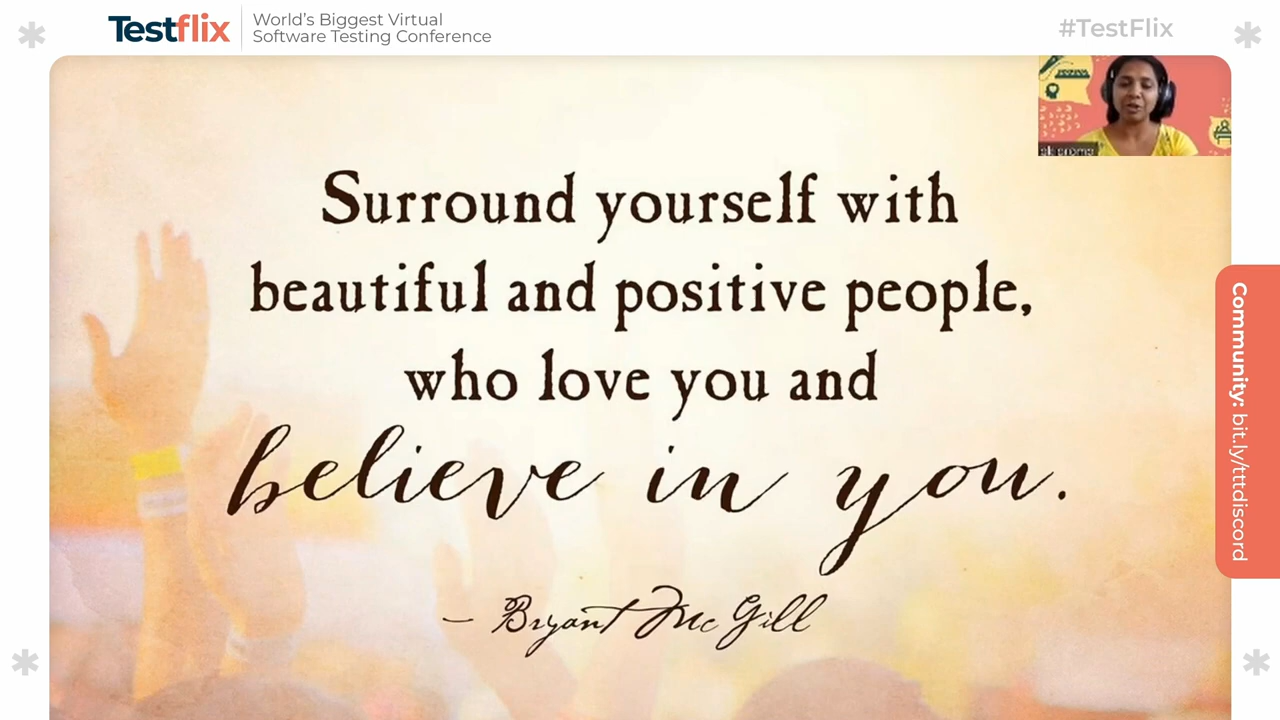 Testflix
World's Biggest Virtual
Software Testing Conference
#TestFlix
Surround yourself with
beautiful and positive people,
who love you and
believe in you.
– Bryant McGill
Community: bit.ly/tttdiscord